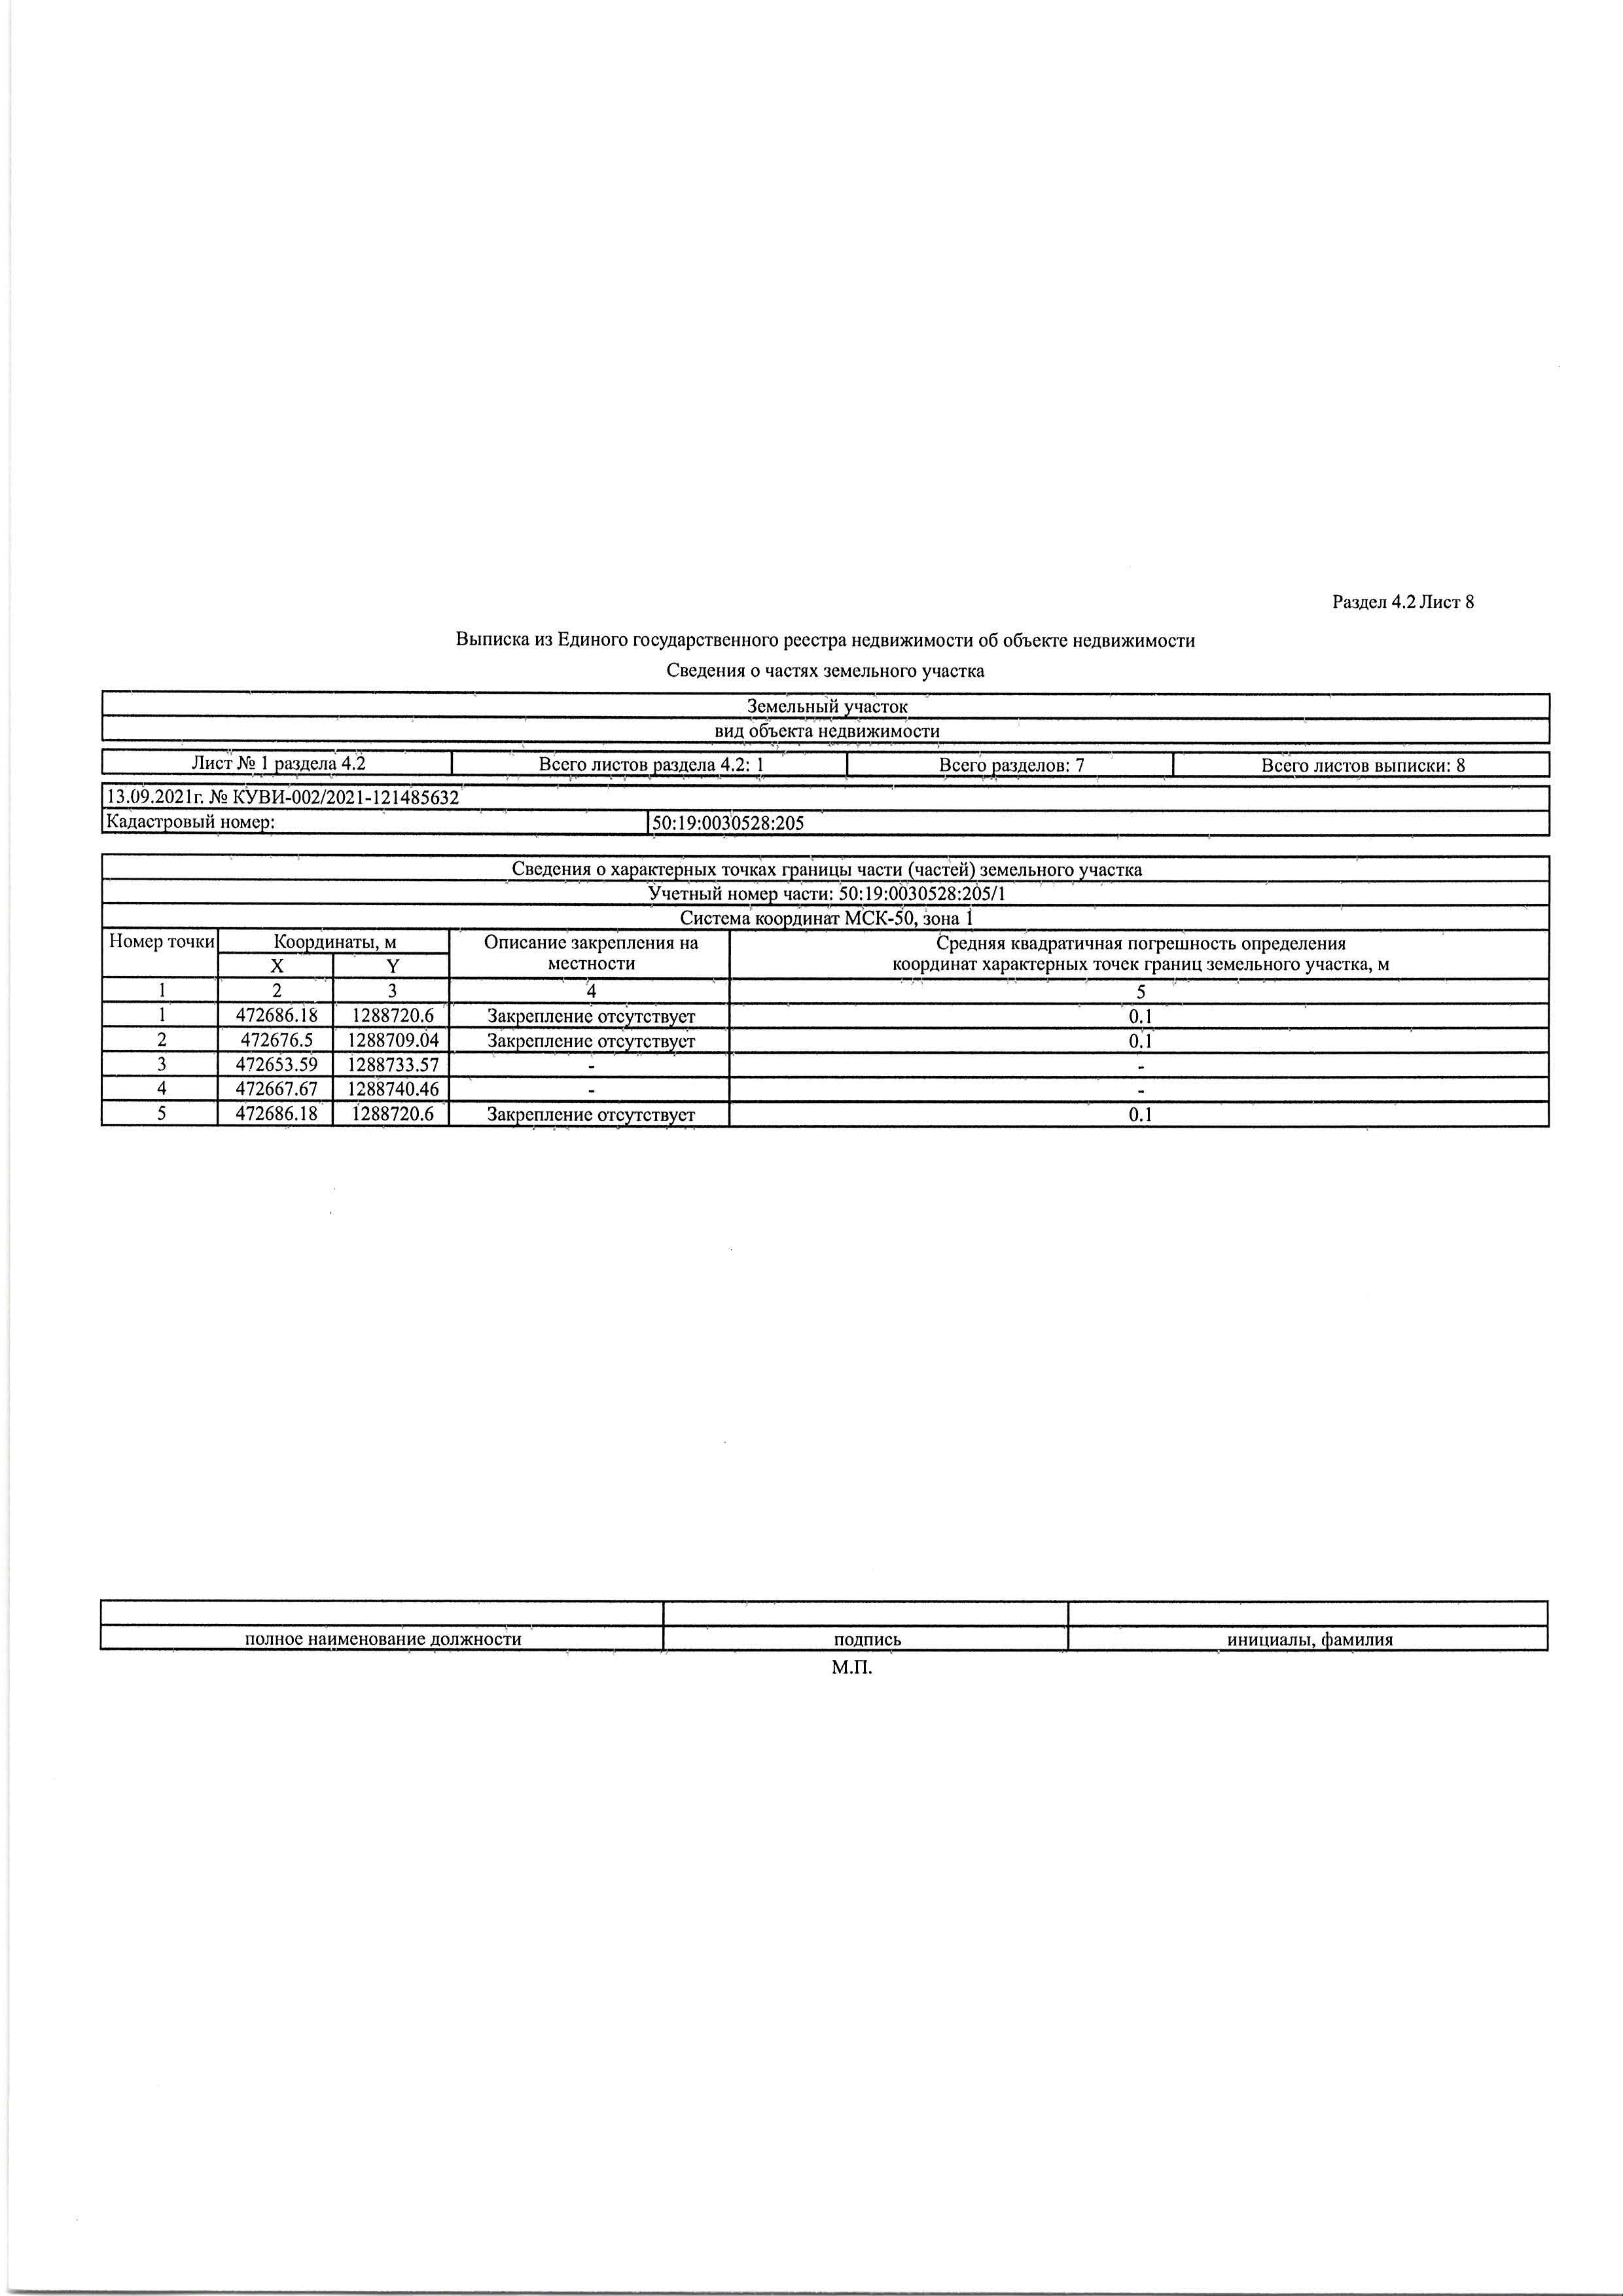 Раздел 4.2 Лист 8
Выписка из Единого государственного реестра недвижимости об объекте недвижимости
Сведения о частях земельного участка
Земельный участок
вид объекта недвижимости
Лист № 1 раздела 4.2 Всего листов раздела 4.2: 1 Всего разделов: 7 Всего листов выписки: 8
13.09.2021г. № КУВИ-002/2021-121485632
Кадастровый номер: 50:19:0030528:205
Сведения о характерных точках границы части (частей) земельного участка
Учетный номер части: 50:19:0030528:205/1
Система координат МСК-50, зона 1
Номер точки Координаты, м Описание закрепления на Средняя квадратичная погрешность определения
X Y местности координат характерных точек границ земельного участка, м
1 2 3 4 5
1 472686.18 1288720.6 Закрепление отсутствует 0.1
2 472676.5 1288709.04 Закрепление отсутствует 0.1
3 472653.59 1288733.57 - -
4 472667.67 1288740.46 - -
5 472686.18 1288720.6 Закрепление отсутствует 0.1
полное наименование должности подпись инициалы, фамилия
М.П.